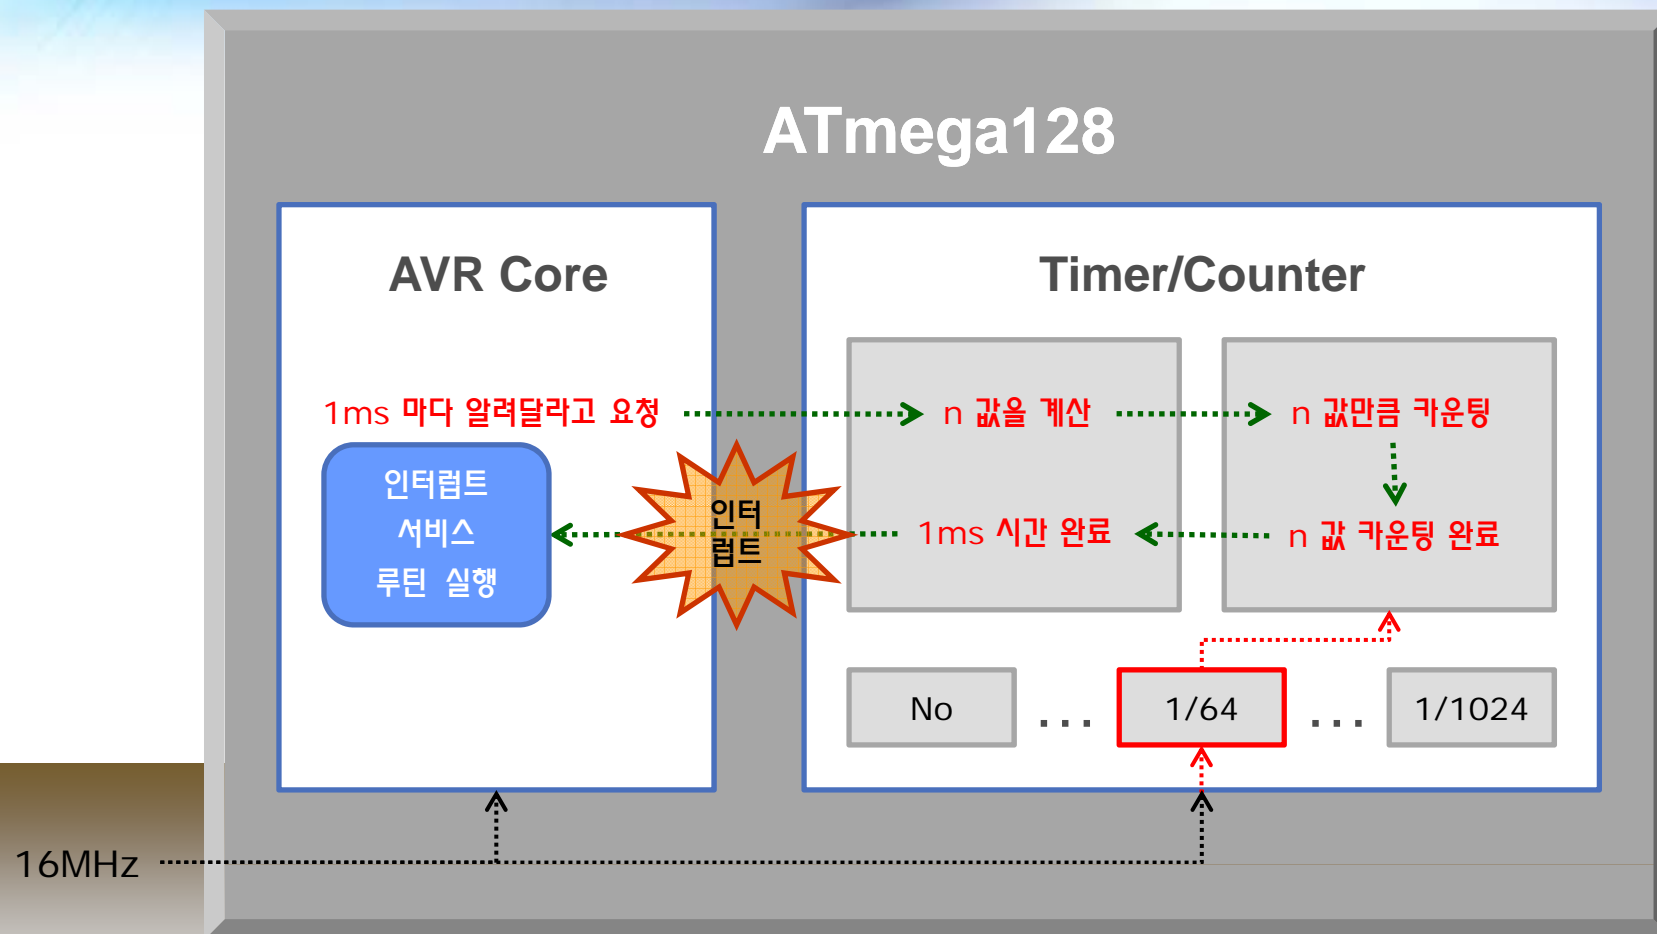 ATmega128
AVR Core
Timer/Counter
1ms 마다 알려달라고 요청
n 값을 계산
n 값만큼 카운팅
인터럽트
서비스
루틴 실행
인터
럽트
1ms 시간 완료
n 값 카운팅 완료
No
...
1/64
...
1/1024
16MHz